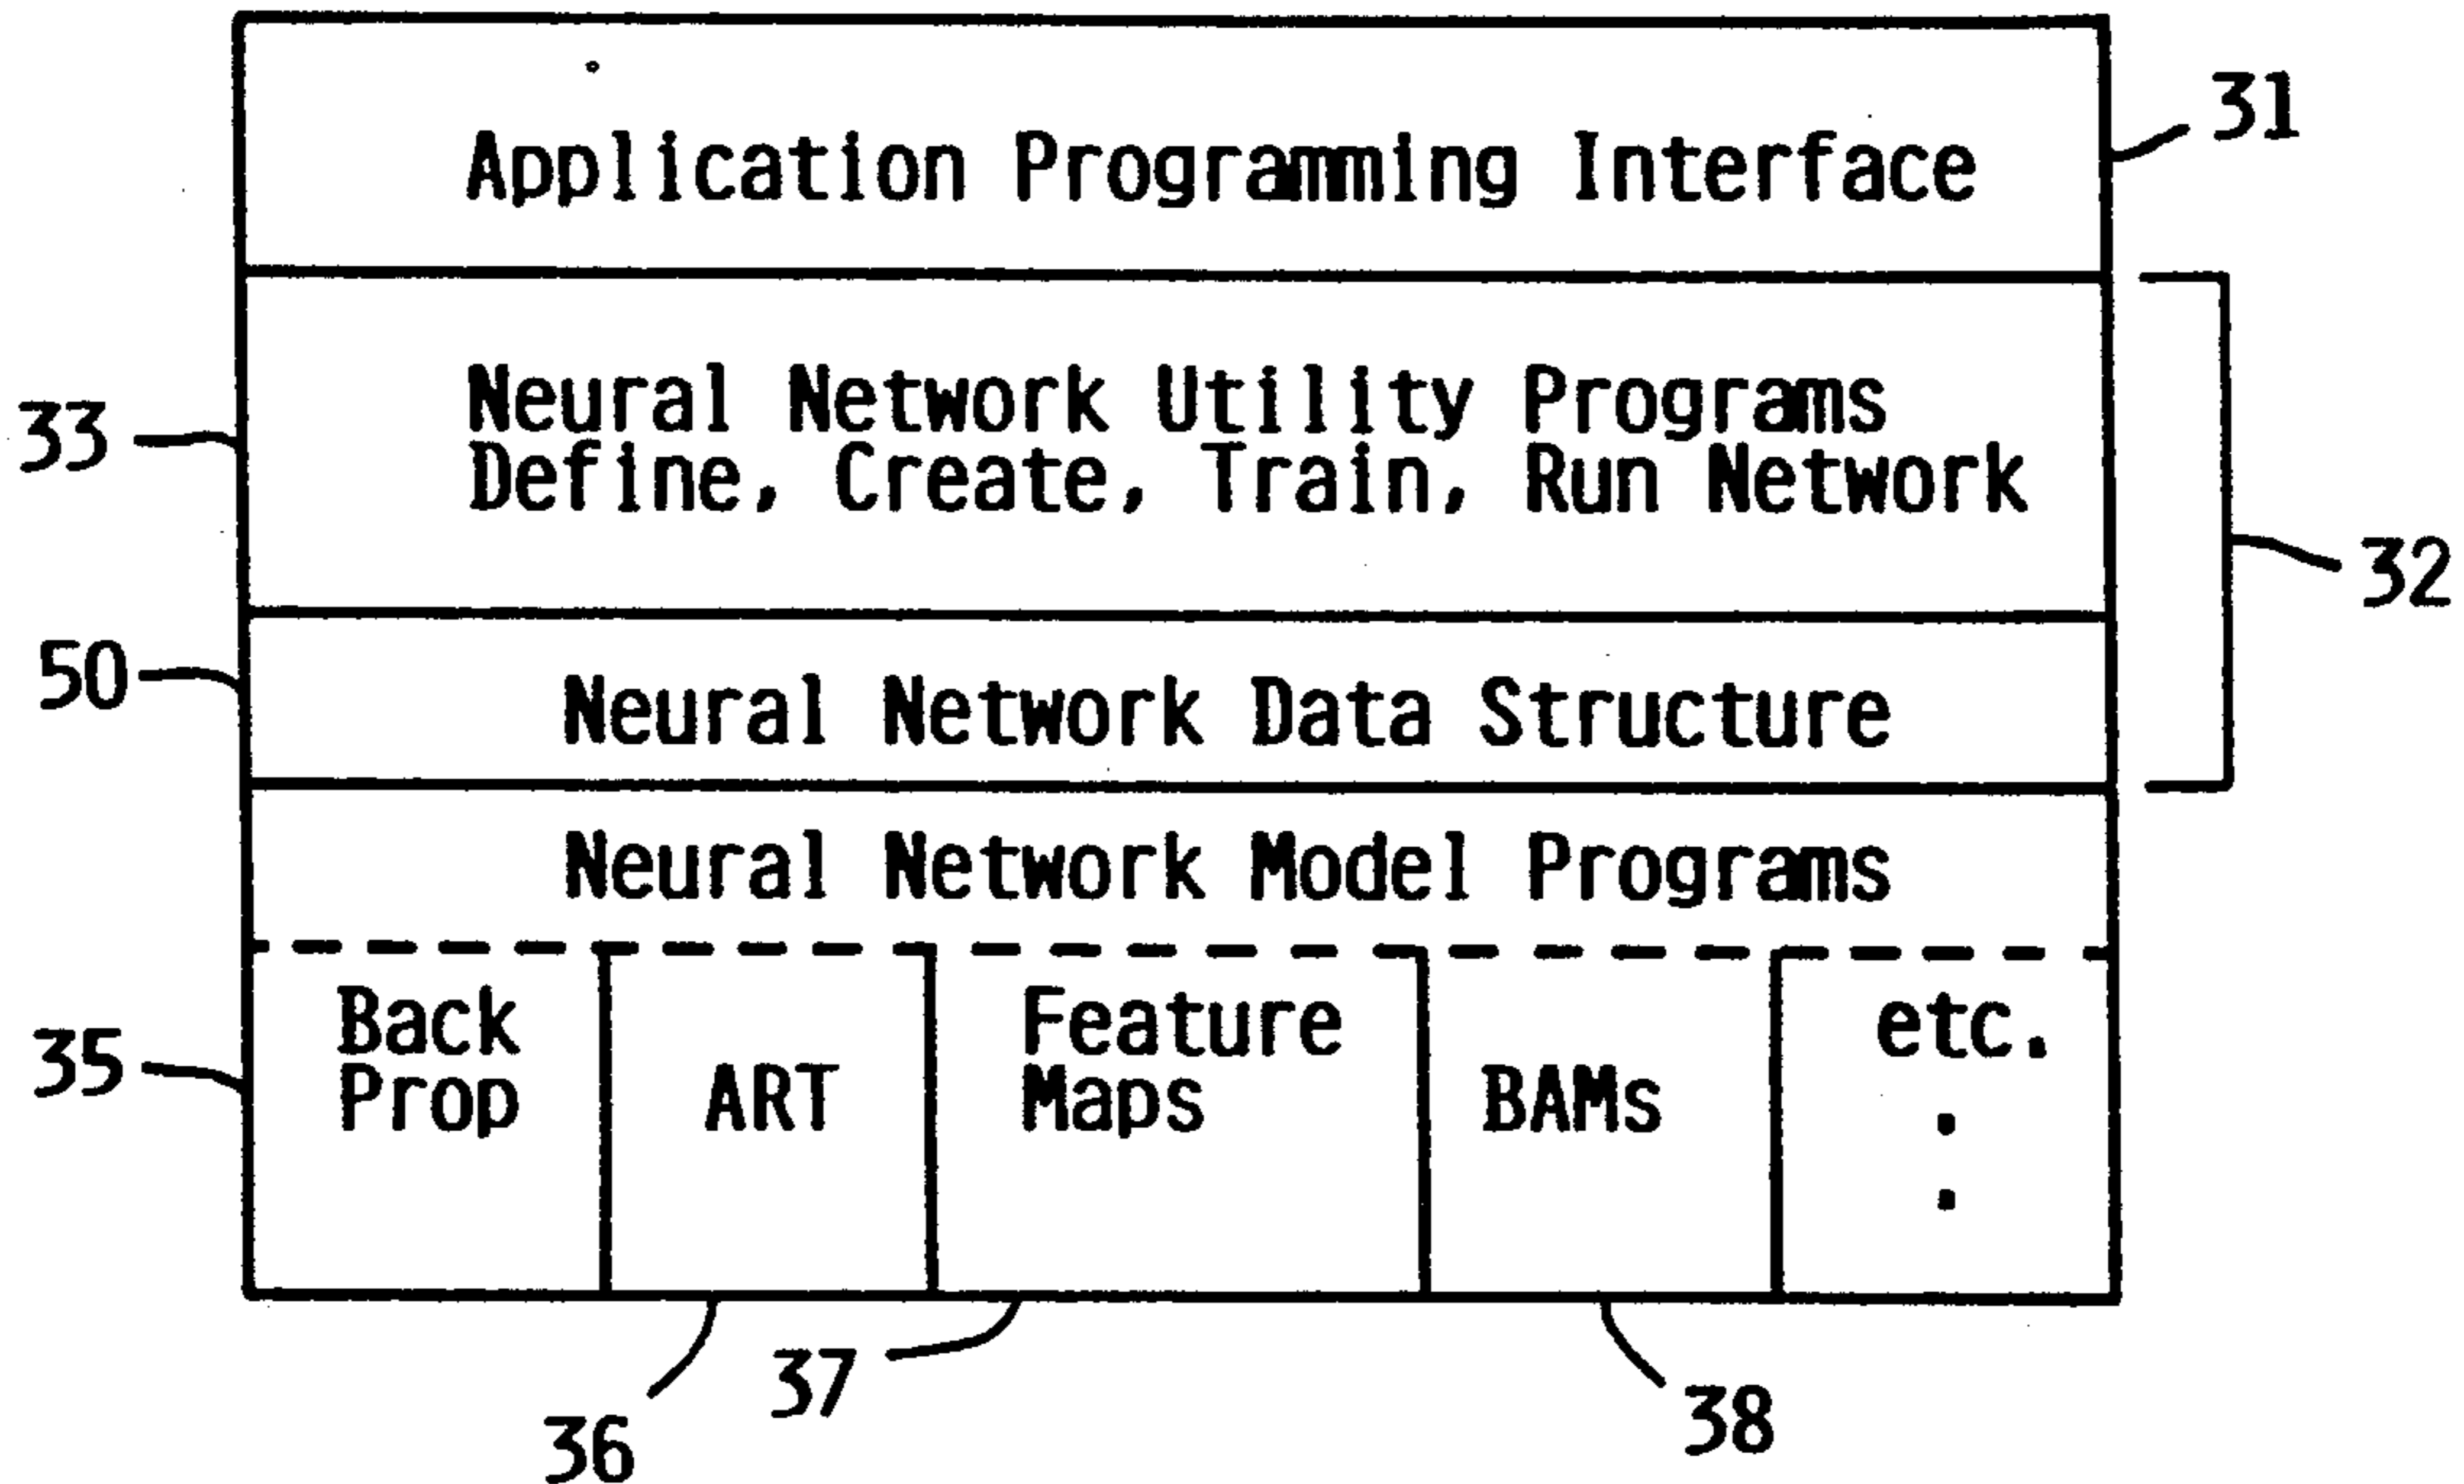 Application Programming Interface
31
Neural Network Utility Programs
Define, Create, Train, Run Network
33
32
50
Neural Network Data Structure
Neural Network Model Programs
Back
Prop
ART
Feature
Maps
BAMs
etc.
35
36
37
38